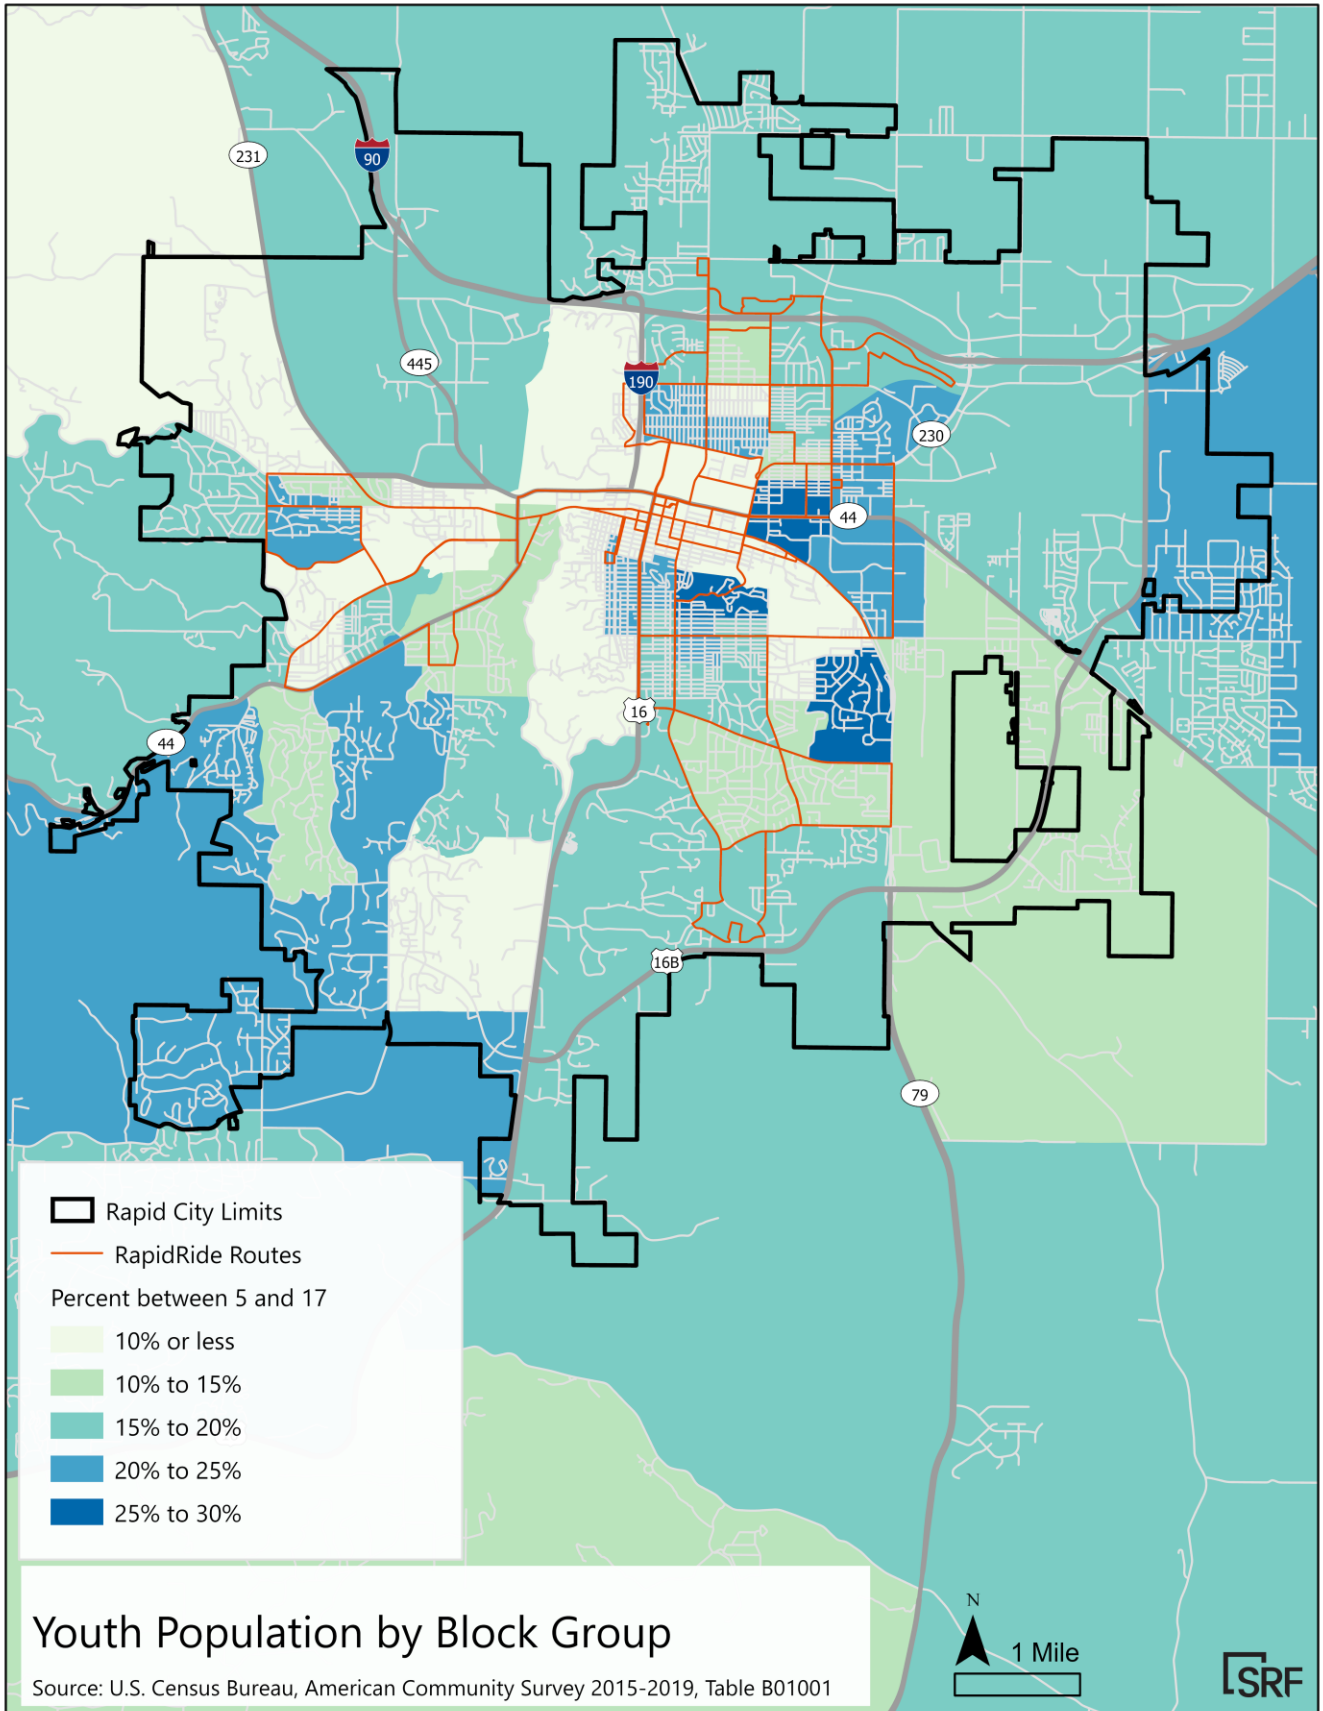 231
90
445
190
230
44
16
44
16B
79
Rapid City Limits
RapidRide Routes
Percent between 5 and 17
10% or less
10% to 15%
15% to 20%
20% to 25%
25% to 30%
Youth Population by Block Group
Source: U.S. Census Bureau, American Community Survey 2015-2019, Table B01001
N
1 Mile
SRF